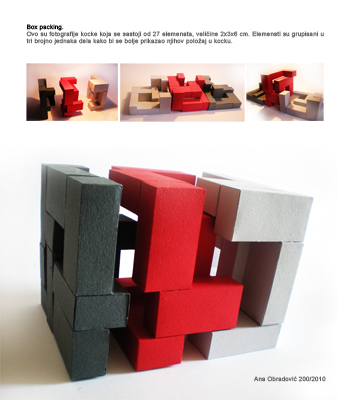 Box packing.
Ovo su fotografije kocke koja se sastoji od 27 elemenata, veličine 2x3x6 cm. Elementi su grupisani u
tri brojno jednaka dela kako bi se bolje prikazao njihov položaj u kocku.
Ana Obradović 200/2010